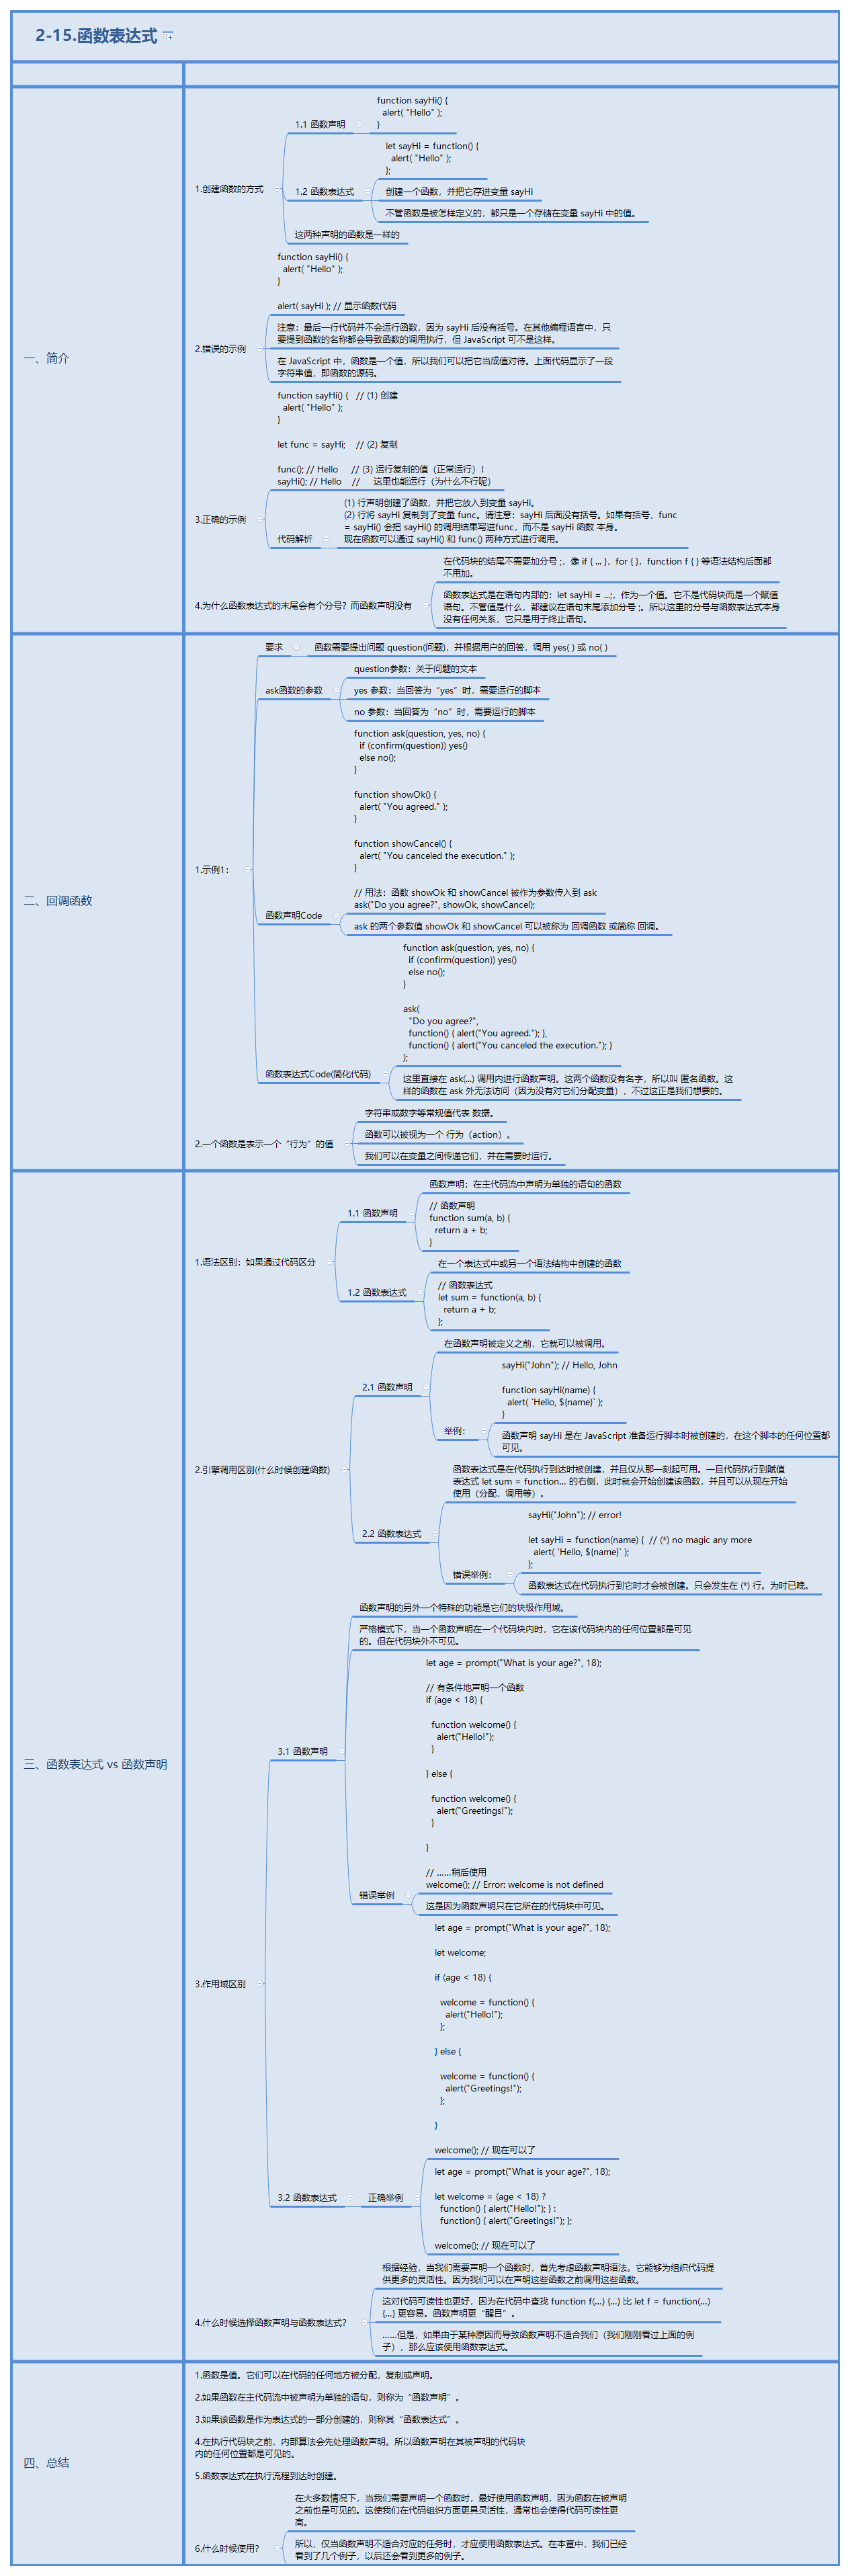 2-15.函数表达式
一、简介
1.创建函数的方式
1.1 函数声明
function sayHi() {
alert( "Hello" );
}
1.2 函数表达式
let sayHi = function() {
alert( "Hello" );
};
创建一个函数，并把它存进变量 sayHi
不管函数是被怎样定义的，都只是一个存储在变量 sayHi 中的值。
这两种声明的函数是一样的
2.错误的示例
function sayHi() {
alert( "Hello" );
}
alert( sayHi ); // 显示函数代码
注意：最后一行代码并不会运行函数，因为 sayHi 后没有括号。在其他编程语言中，只
要提到函数的名称都会导致函数的调用执行，但 JavaScript 可不是这样。
在 JavaScript 中，函数是一个值，所以我们可以把它当成值对待。上面代码显示了一段
字符串值，即函数的源码。
3.正确的示例
function sayHi() {   // (1) 创建
alert( "Hello" );
}
let func = sayHi;    // (2) 复制
func(); // Hello     // (3) 运行复制的值（正常运行）！
sayHi(); // Hello    //     这里也能运行（为什么不行呢）
代码解析
(1) 行声明创建了函数，并把它放入到变量 sayHi。
(2) 行将 sayHi 复制到了变量 func。请注意：sayHi 后面没有括号。如果有括号，func
= sayHi() 会把 sayHi() 的调用结果写进func，而不是 sayHi 函数 本身。
现在函数可以通过 sayHi() 和 func() 两种方式进行调用。
4.为什么函数表达式的末尾会有个分号？而函数声明没有
在代码块的结尾不需要加分号 ;，像 if { ... }，for { }，function f { } 等语法结构后面都
不用加。
函数表达式是在语句内部的：let sayHi = ...;，作为一个值。它不是代码块而是一个赋值
语句。不管值是什么，都建议在语句末尾添加分号 ;。所以这里的分号与函数表达式本身
没有任何关系，它只是用于终止语句。
二、回调函数
1.示例1：
要求
函数需要提出问题 question(问题)，并根据用户的回答，调用 yes( ) 或 no( )
ask函数的参数
question参数：关于问题的文本
yes 参数：当回答为“yes”时，需要运行的脚本
no 参数：当回答为“no”时，需要运行的脚本
函数声明Code
function ask(question, yes, no) {
if (confirm(question)) yes()
else no();
}
function showOk() {
alert( "You agreed." );
}
function showCancel() {
alert( "You canceled the execution." );
}
// 用法：函数 showOk 和 showCancel 被作为参数传入到 ask
ask("Do you agree?", showOk, showCancel);
ask 的两个参数值 showOk 和 showCancel 可以被称为 回调函数 或简称 回调。
函数表达式Code(简化代码)
function ask(question, yes, no) {
if (confirm(question)) yes()
else no();
}
ask(
"Do you agree?",
function() { alert("You agreed."); },
function() { alert("You canceled the execution."); }
);
这里直接在 ask(...) 调用内进行函数声明。这两个函数没有名字，所以叫 匿名函数。这
样的函数在 ask 外无法访问（因为没有对它们分配变量），不过这正是我们想要的。
2.一个函数是表示一个“行为”的值
字符串或数字等常规值代表 数据。
函数可以被视为一个 行为（action）。
我们可以在变量之间传递它们，并在需要时运行。
三、函数表达式 vs 函数声明
1.语法区别：如果通过代码区分
1.1 函数声明
函数声明：在主代码流中声明为单独的语句的函数
// 函数声明
function sum(a, b) {
return a + b;
}
1.2 函数表达式
在一个表达式中或另一个语法结构中创建的函数
// 函数表达式
let sum = function(a, b) {
return a + b;
};
2.引擎调用区别(什么时候创建函数)
2.1 函数声明
在函数声明被定义之前，它就可以被调用。
举例：
sayHi("John"); // Hello, John
function sayHi(name) {
alert( `Hello, ${name}` );
}
函数声明 sayHi 是在 JavaScript 准备运行脚本时被创建的，在这个脚本的任何位置都
可见。
2.2 函数表达式
函数表达式是在代码执行到达时被创建，并且仅从那一刻起可用。一旦代码执行到赋值
表达式 let sum = function... 的右侧，此时就会开始创建该函数，并且可以从现在开始
使用（分配，调用等）。
错误举例：
sayHi("John"); // error!
let sayHi = function(name) {  // (*) no magic any more
alert( `Hello, ${name}` );
};
函数表达式在代码执行到它时才会被创建。只会发生在 (*) 行。为时已晚。
3.作用域区别
3.1 函数声明
函数声明的另外一个特殊的功能是它们的块级作用域。
严格模式下，当一个函数声明在一个代码块内时，它在该代码块内的任何位置都是可见
的。但在代码块外不可见。
错误举例
let age = prompt("What is your age?", 18);
// 有条件地声明一个函数
if (age < 18) {
function welcome() {
alert("Hello!");
}
} else {
function welcome() {
alert("Greetings!");
}
}
// ……稍后使用
welcome(); // Error: welcome is not defined
这是因为函数声明只在它所在的代码块中可见。
3.2 函数表达式
正确举例
let age = prompt("What is your age?", 18);
let welcome;
if (age < 18) {
welcome = function() {
alert("Hello!");
};
} else {
welcome = function() {
alert("Greetings!");
};
}
welcome(); // 现在可以了
let age = prompt("What is your age?", 18);
let welcome = (age < 18) ?
function() { alert("Hello!"); } :
function() { alert("Greetings!"); };
welcome(); // 现在可以了
4.什么时候选择函数声明与函数表达式？
根据经验，当我们需要声明一个函数时，首先考虑函数声明语法。它能够为组织代码提
供更多的灵活性。因为我们可以在声明这些函数之前调用这些函数。
这对代码可读性也更好，因为在代码中查找 function f(...) {...} 比 let f = function(...)
{...} 更容易。函数声明更“醒目”。
……但是，如果由于某种原因而导致函数声明不适合我们（我们刚刚看过上面的例
子），那么应该使用函数表达式。
四、总结
1.函数是值。它们可以在代码的任何地方被分配，复制或声明。
2.如果函数在主代码流中被声明为单独的语句，则称为“函数声明”。
3.如果该函数是作为表达式的一部分创建的，则称其“函数表达式”。
4.在执行代码块之前，内部算法会先处理函数声明。所以函数声明在其被声明的代码块
内的任何位置都是可见的。
5.函数表达式在执行流程到达时创建。
6.什么时候使用？
在大多数情况下，当我们需要声明一个函数时，最好使用函数声明，因为函数在被声明
之前也是可见的。这使我们在代码组织方面更具灵活性，通常也会使得代码可读性更
高。
所以，仅当函数声明不适合对应的任务时，才应使用函数表达式。在本章中，我们已经
看到了几个例子，以后还会看到更多的例子。